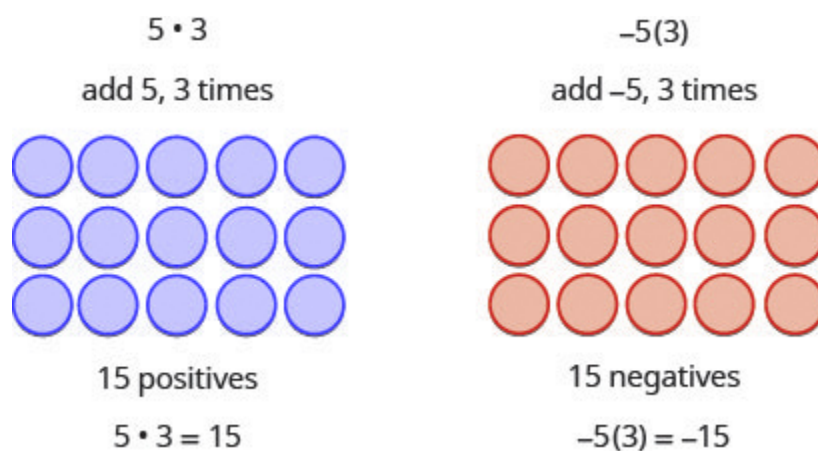 5 • 3
add 5, 3 times
15 positives
5 • 3 = 15
–5(3)
add –5, 3 times
15 negatives
–5(3) = –15